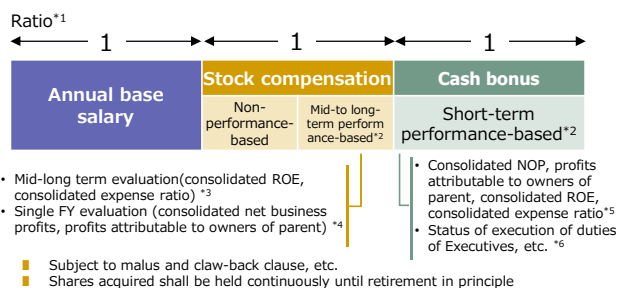 Ratio*1
1 1 1
Annual base
salary
Stock compensation
Non-
performance-
based
Mid-to long-
term perform
ance-based*2
Cash bonus
Short-term
performance-based*2
• Mid-long term evaluation(consolidated ROE,
consolidated expense ratio) *3
• Single FY evaluation (consolidated net business
profits, profits attributable to owners of parent) *4
• Consolidated NOP, profits
attributable to owners of
parent, consolidated ROE,
consolidated expense ratio*5
• Status of execution of duties
of Executives, etc. *6
Subject to malus and claw-back clause, etc.
Shares acquired shall be held continuously until retirement in principle